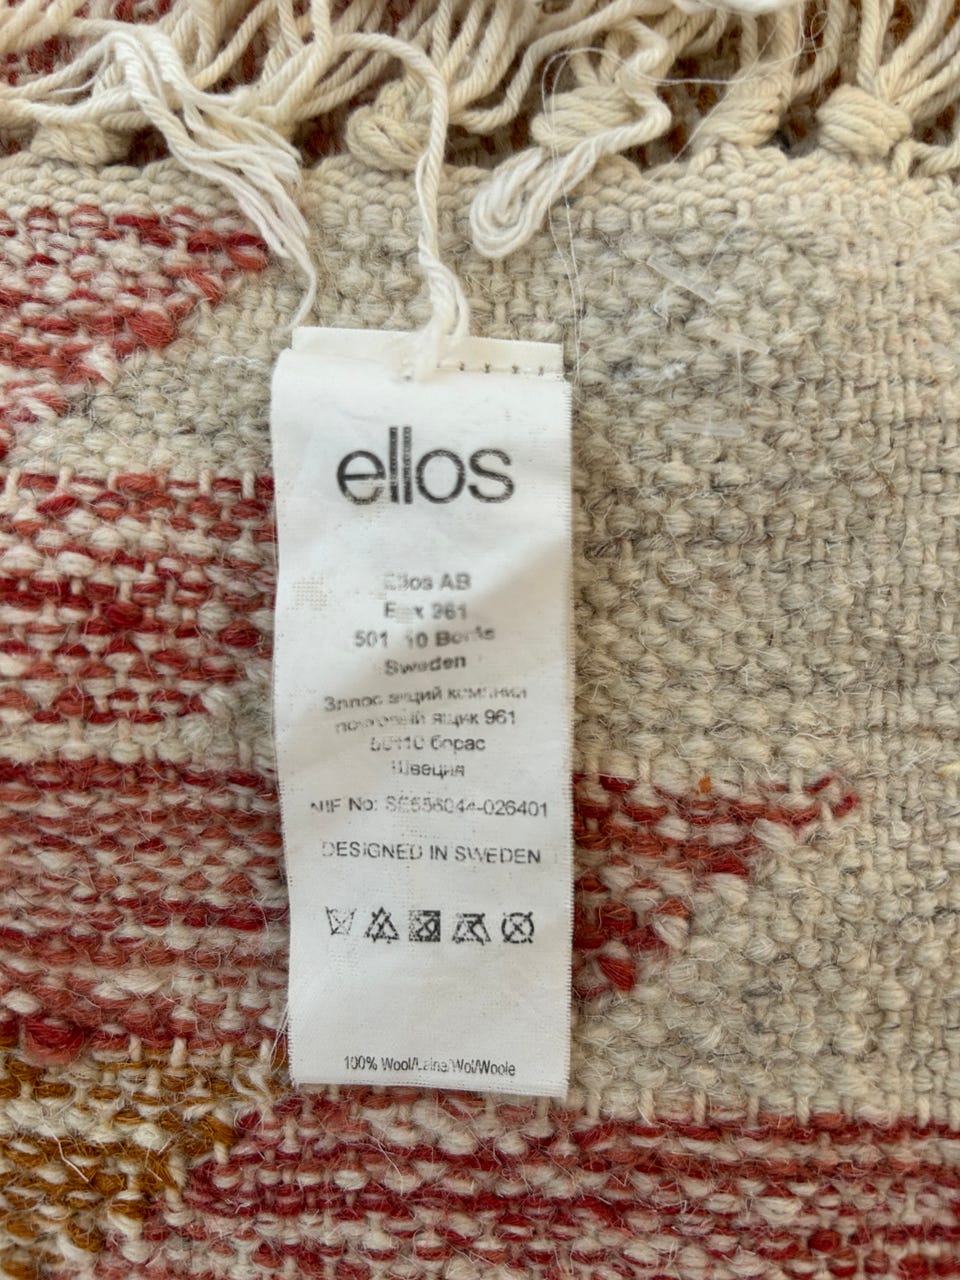 ellos
Ellos AB
Box 961
501 10 Borås
Sweden
Эллос акций компании
почтовый ящик 961
50110 борас
Швеция
NIF No: SE556044-026401
DESIGNED IN SWEDEN
100% Wool/Laine/Wol/Woole